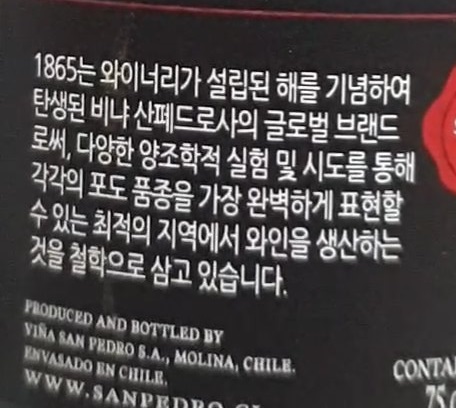 1865는 와이너리가 설립된 해를 기념하여
탄생된 비냐 산페드로사의 글로벌 브랜드
로써, 다양한 양조학적 실험 및 시도를 통해
각각의 포도 품종을 가장 완벽하게 표현할
수 있는 최적의 지역에서 와인을 생산하는
것을 철학으로 삼고 있습니다.
PRODUCED AND BOTTLED BY
VIÑA SAN PEDRO S.A., MOLINA, CHILE.
ENVASADO EN CHILE.